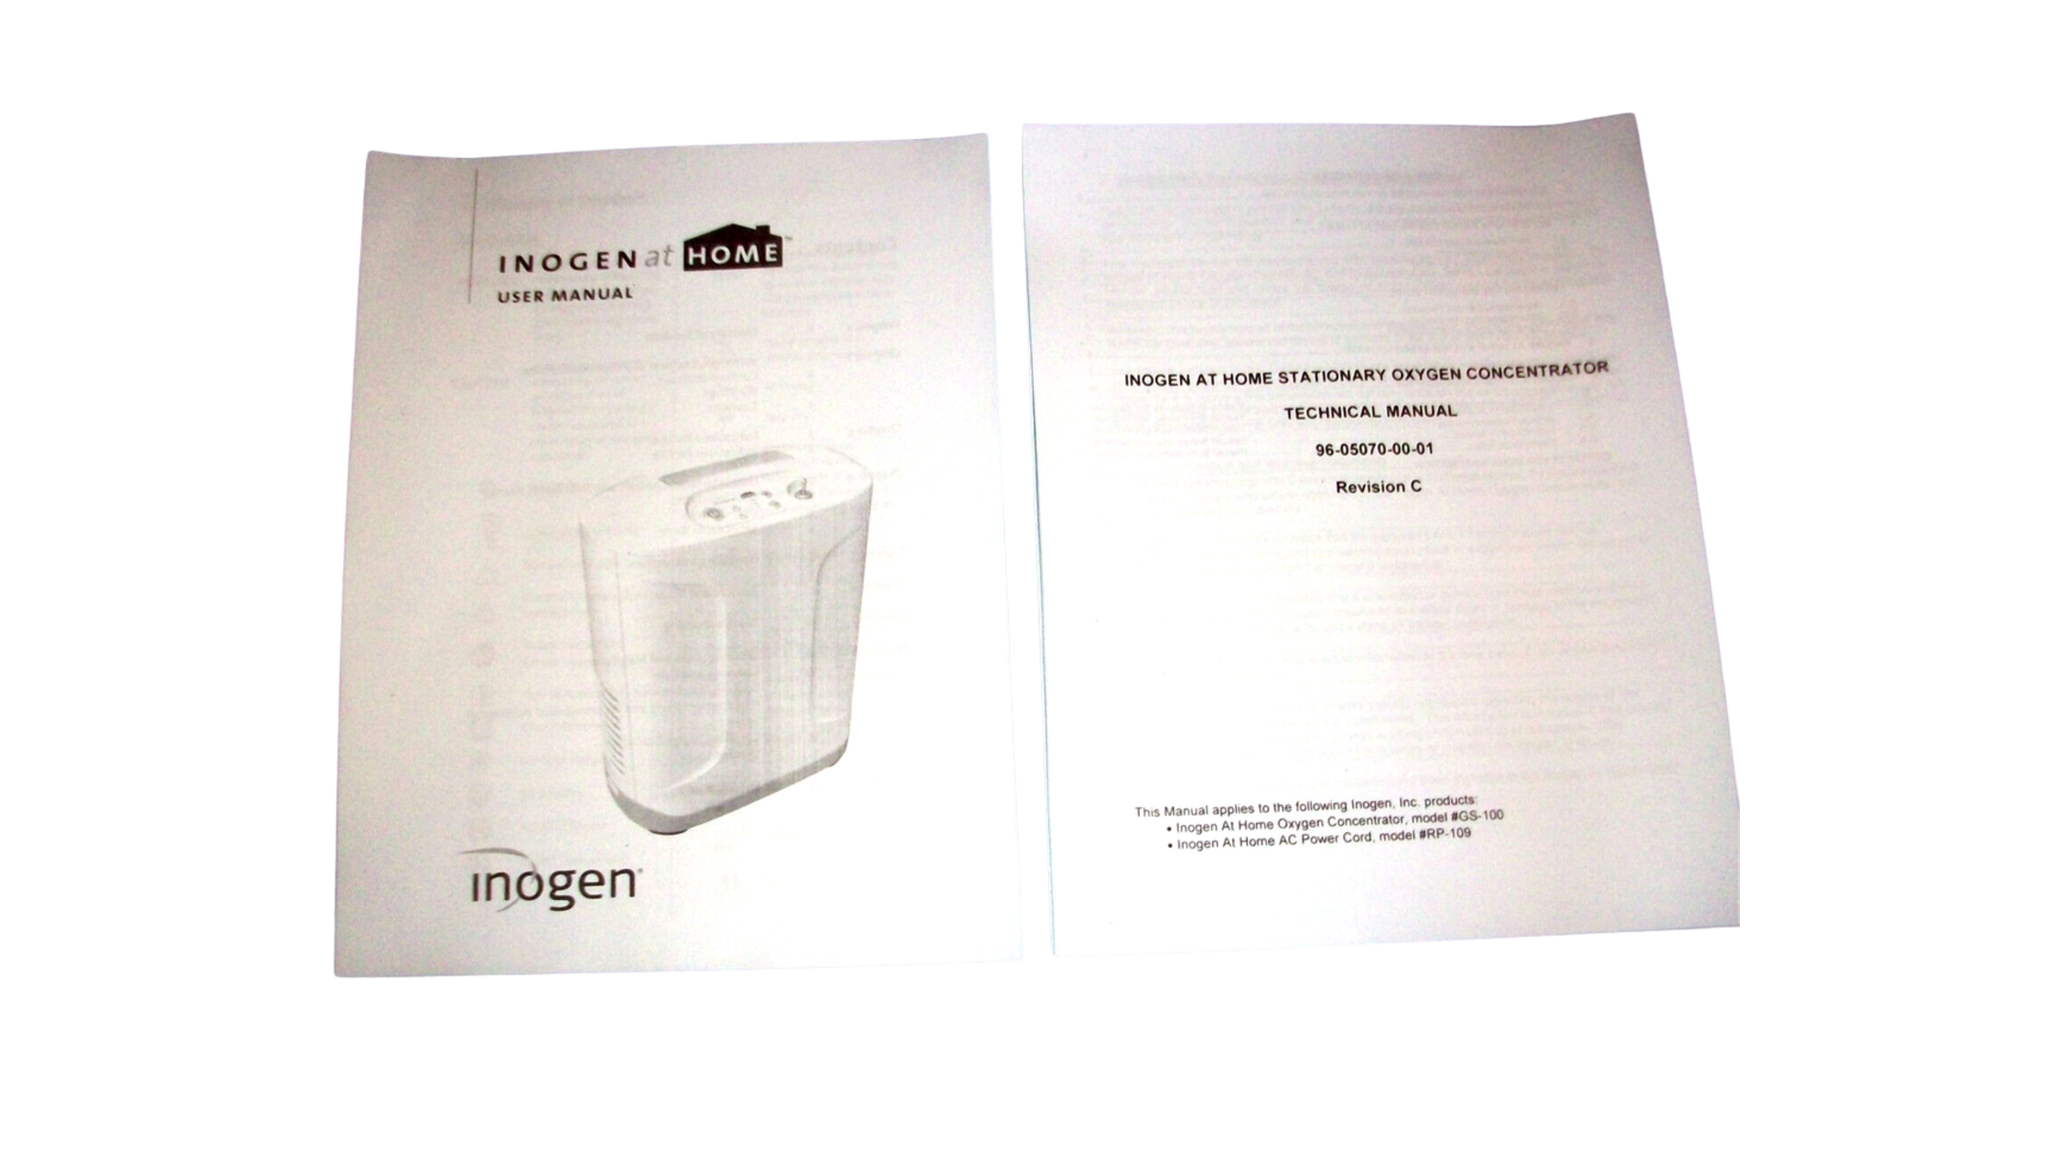 INOGEN at HOME™
USER MANUAL
inogen®
INOGEN AT HOME STATIONARY OXYGEN CONCENTRATOR
TECHNICAL MANUAL
96-05070-00-01
Revision C
This Manual applies to the following Inogen, Inc. products:
• Inogen At Home Oxygen Concentrator, model #GS-100
• Inogen At Home AC Power Cord, model #RP-109